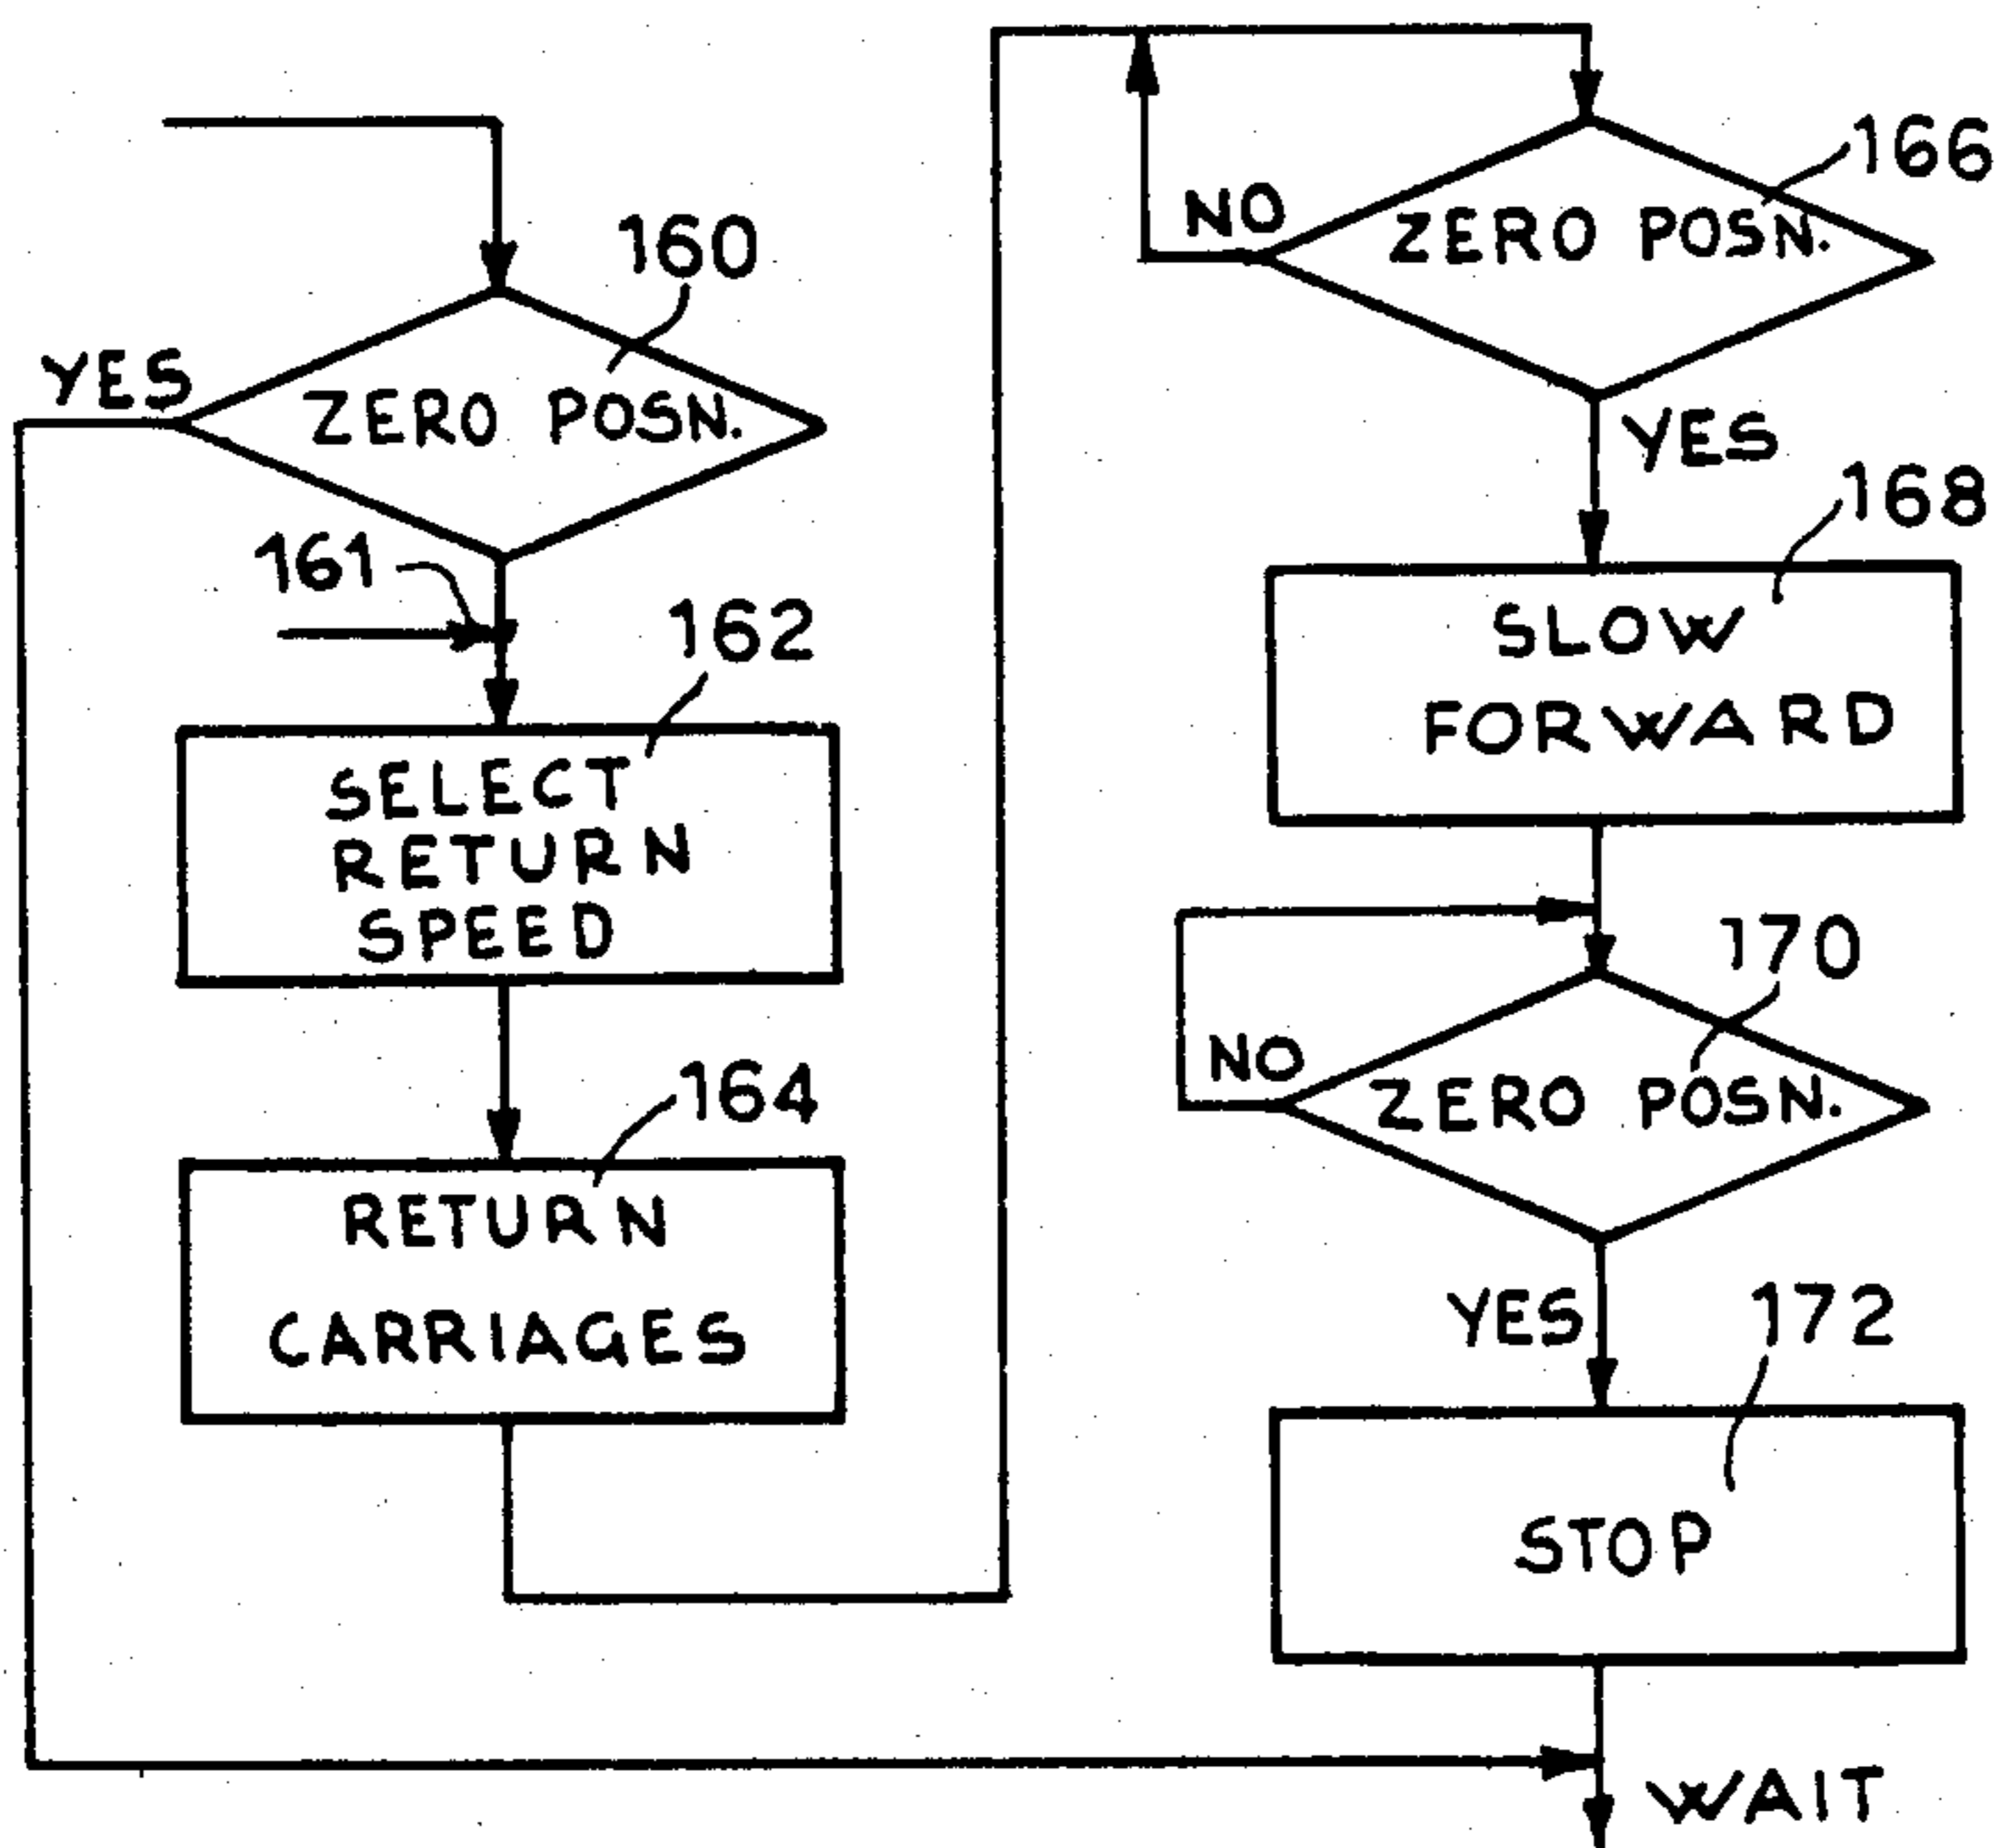 160
YES
ZERO POSN.
161
162
SELECT
RETURN
SPEED
164
RETURN
CARRIAGES
166
NO
ZERO POSN.
YES
168
SLOW
FORWARD
170
NO
ZERO POSN.
YES
172
STOP
WAIT